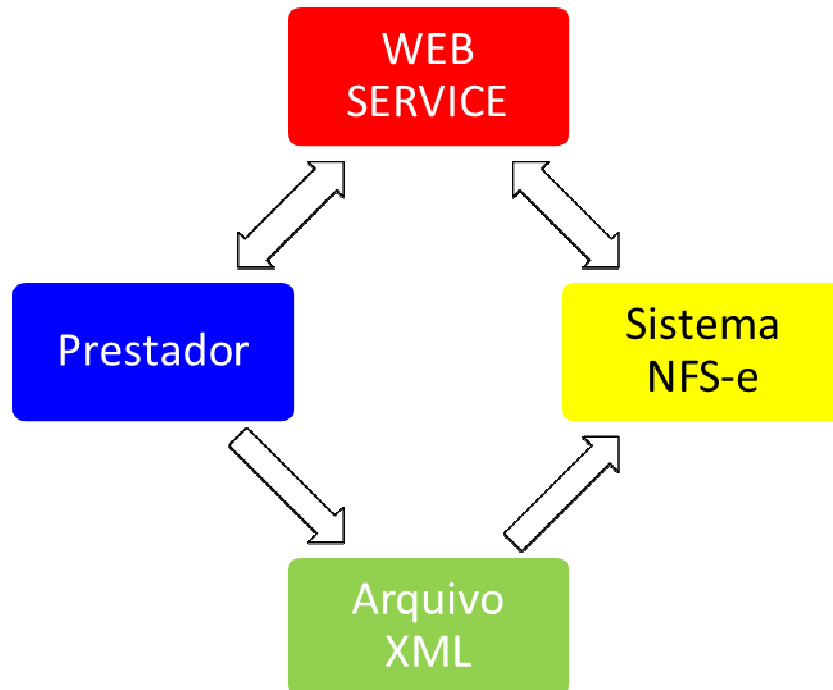 WEB
SERVICE
Prestador
Sistema
NFS-e
Arquivo
XML